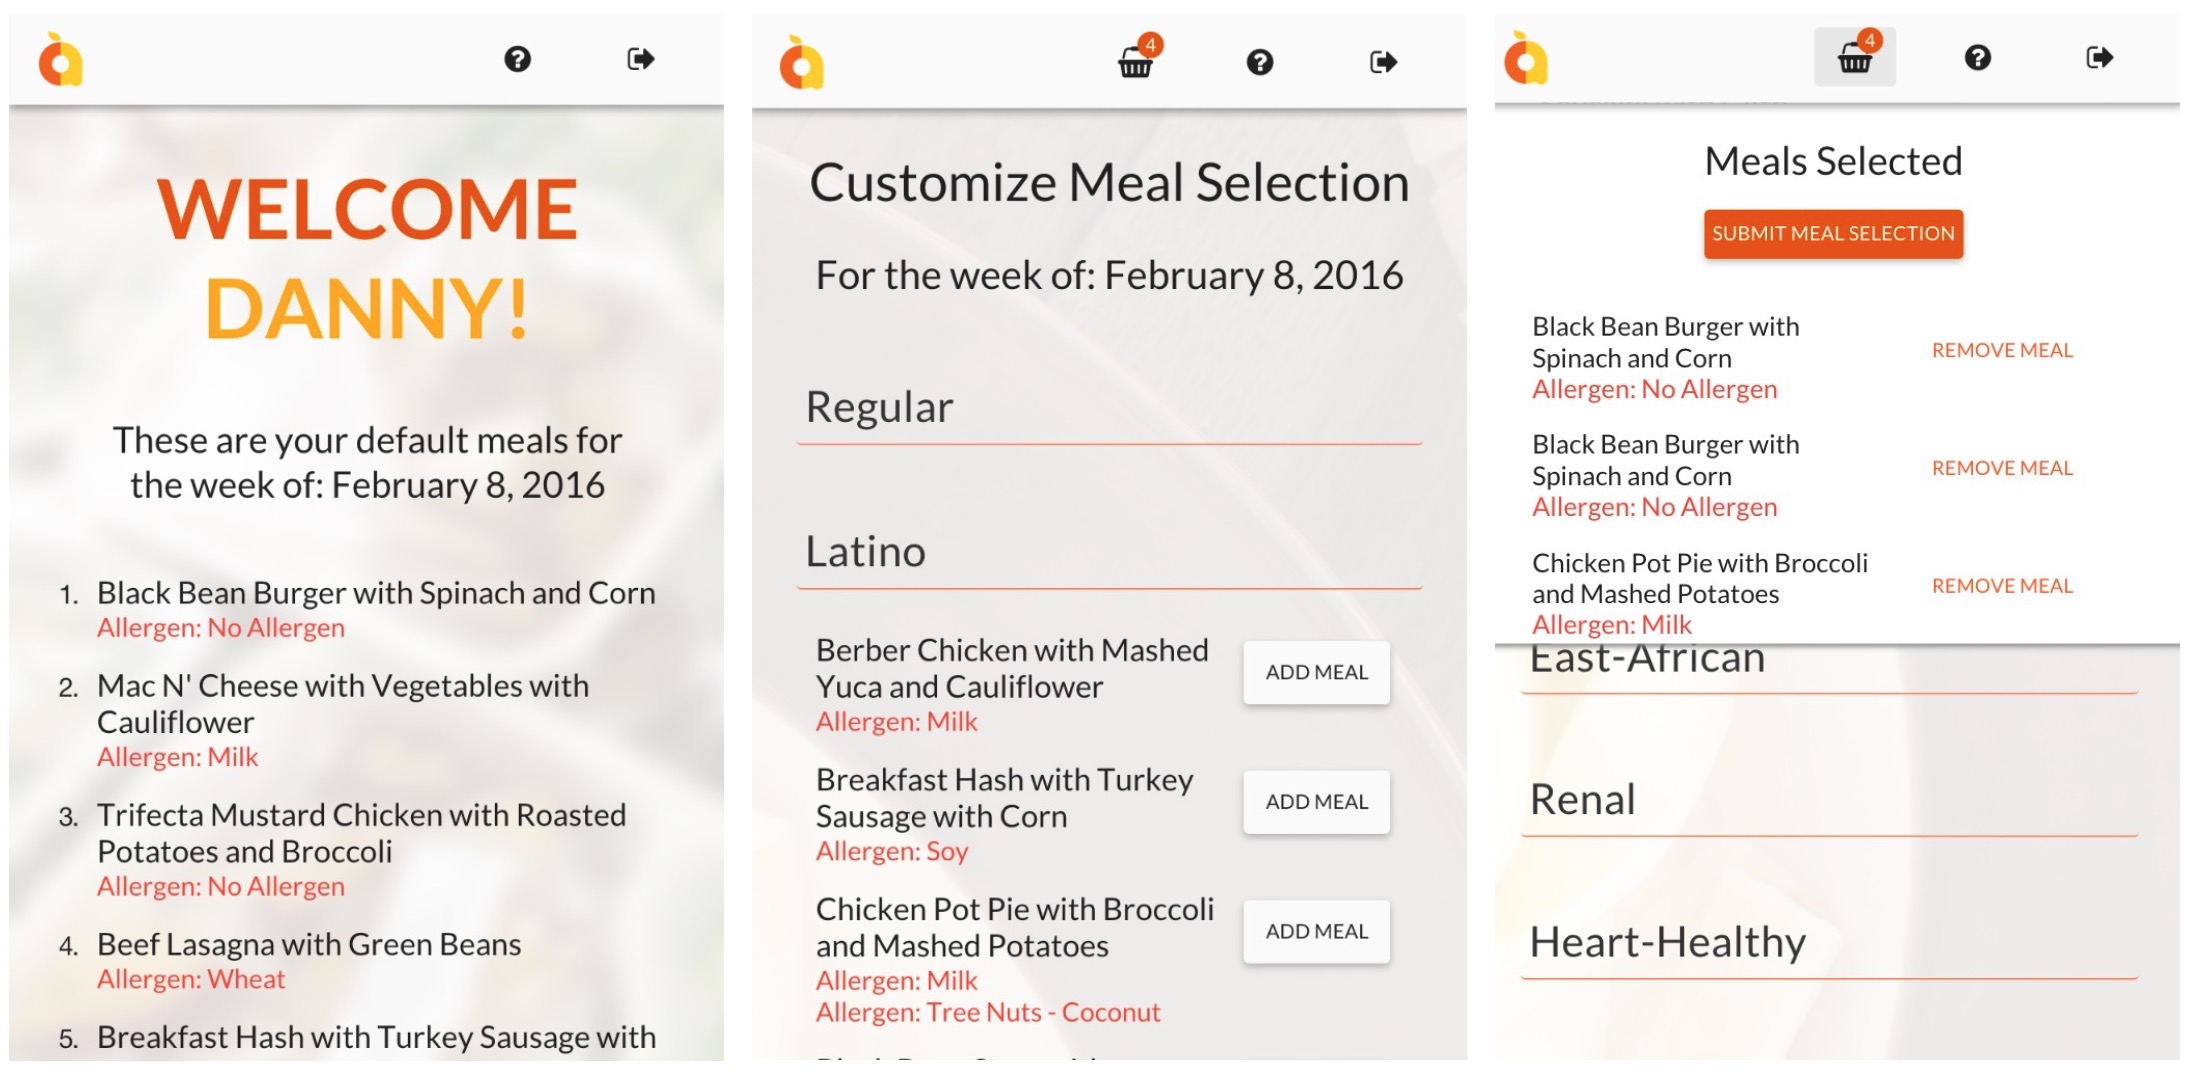 WELCOME
DANNY!
These are your default meals for
the week of: February 8, 2016
1. Black Bean Burger with Spinach and Corn
Allergen: No Allergen
2. Mac N' Cheese with Vegetables with
Cauliflower
Allergen: Milk
3. Trifecta Mustard Chicken with Roasted
Potatoes and Broccoli
Allergen: No Allergen
4. Beef Lasagna with Green Beans
Allergen: Wheat
5. Breakfast Hash with Turkey Sausage with
4
Customize Meal Selection
For the week of: February 8, 2016
Regular
Latino
Berber Chicken with Mashed
Yuca and Cauliflower
Allergen: Milk
ADD MEAL
Breakfast Hash with Turkey
Sausage with Corn
Allergen: Soy
ADD MEAL
Chicken Pot Pie with Broccoli
and Mashed Potatoes
Allergen: Milk
Allergen: Tree Nuts - Coconut
ADD MEAL
4
Meals Selected
SUBMIT MEAL SELECTION
Black Bean Burger with
Spinach and Corn
Allergen: No Allergen
REMOVE MEAL
Black Bean Burger with
Spinach and Corn
Allergen: No Allergen
REMOVE MEAL
Chicken Pot Pie with Broccoli
and Mashed Potatoes
Allergen: Milk
REMOVE MEAL
East-African
Renal
Heart-Healthy